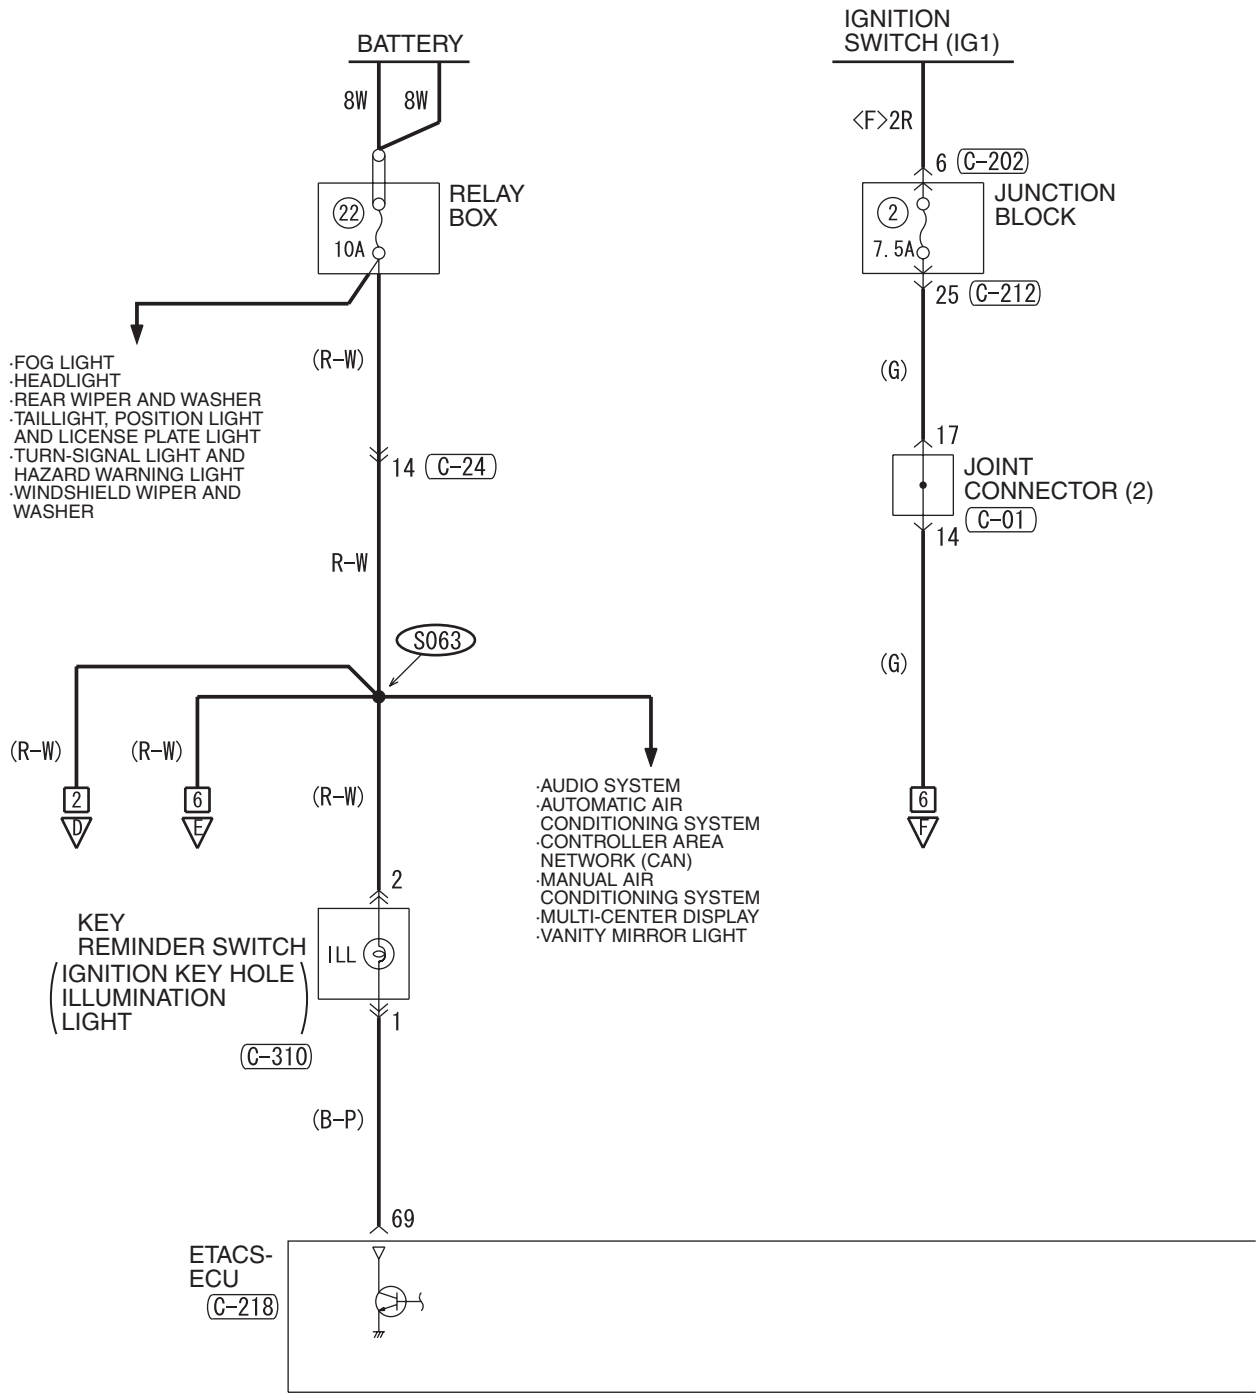 IGNITION
SWITCH (IG1)
BATTERY
8W
8W
<F>2R
6
C-202
RELAY
BOX
22
10A
JUNCTION
BLOCK
2
7.5A
25
C-212
·FOG LIGHT
·HEADLIGHT
·REAR WIPER AND WASHER
·TAILLIGHT, POSITION LIGHT
AND LICENSE PLATE LIGHT
·TURN-SIGNAL LIGHT AND
HAZARD WARNING LIGHT
·WINDSHIELD WIPER AND
WASHER
(R-W)
(G)
17
14
C-24
JOINT
CONNECTOR (2)
C-01
14
R-W
S063
(G)
(R-W)
(R-W)
(R-W)
2
D
6
E
·AUDIO SYSTEM
·AUTOMATIC AIR
CONDITIONING SYSTEM
·CONTROLLER AREA
NETWORK (CAN)
·MANUAL AIR
CONDITIONING SYSTEM
·MULTI-CENTER DISPLAY
·VANITY MIRROR LIGHT
6
F
2
KEY
REMINDER SWITCH
(IGNITION KEY HOLE
ILLUMINATION
LIGHT)
ILL
1
C-310
(B-P)
69
ETACS-
ECU
C-218